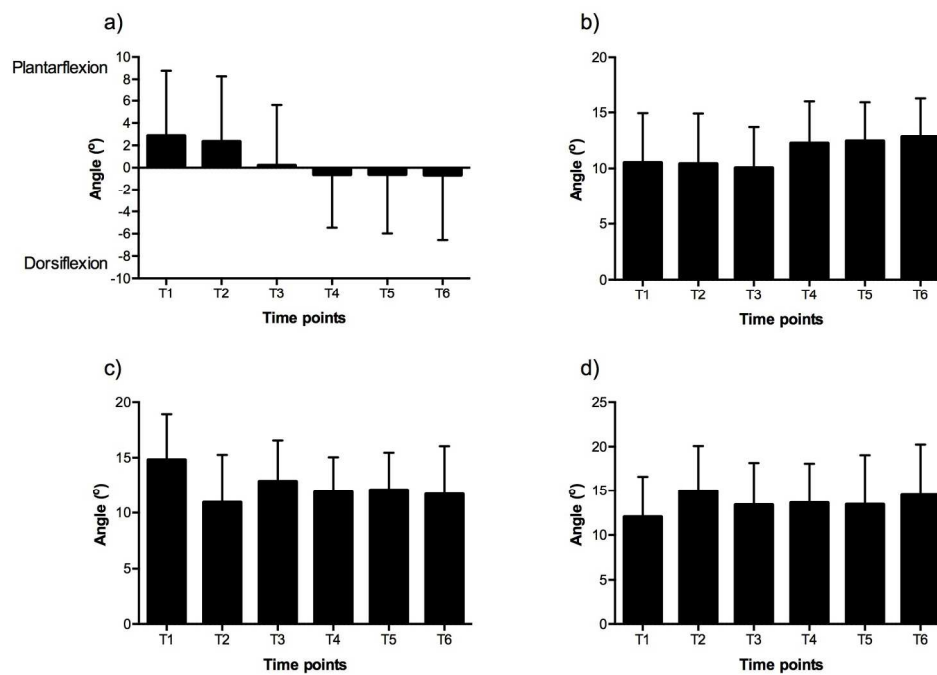 a)
Plantarflexion
Dorsiflexion
Angle (º)
10
8
6
4
2
0
-2
-4
-6
-8
-10
T1 T2 T3 T4 T5 T6
Time points
b)
Angle (º)
20
15
10
5
0
T1 T2 T3 T4 T5 T6
Time points
c)
Angle (º)
20
15
10
5
0
T1 T2 T3 T4 T5 T6
Time points
d)
Angle (º)
25
20
15
10
5
0
T1 T2 T3 T4 T5 T6
Time points